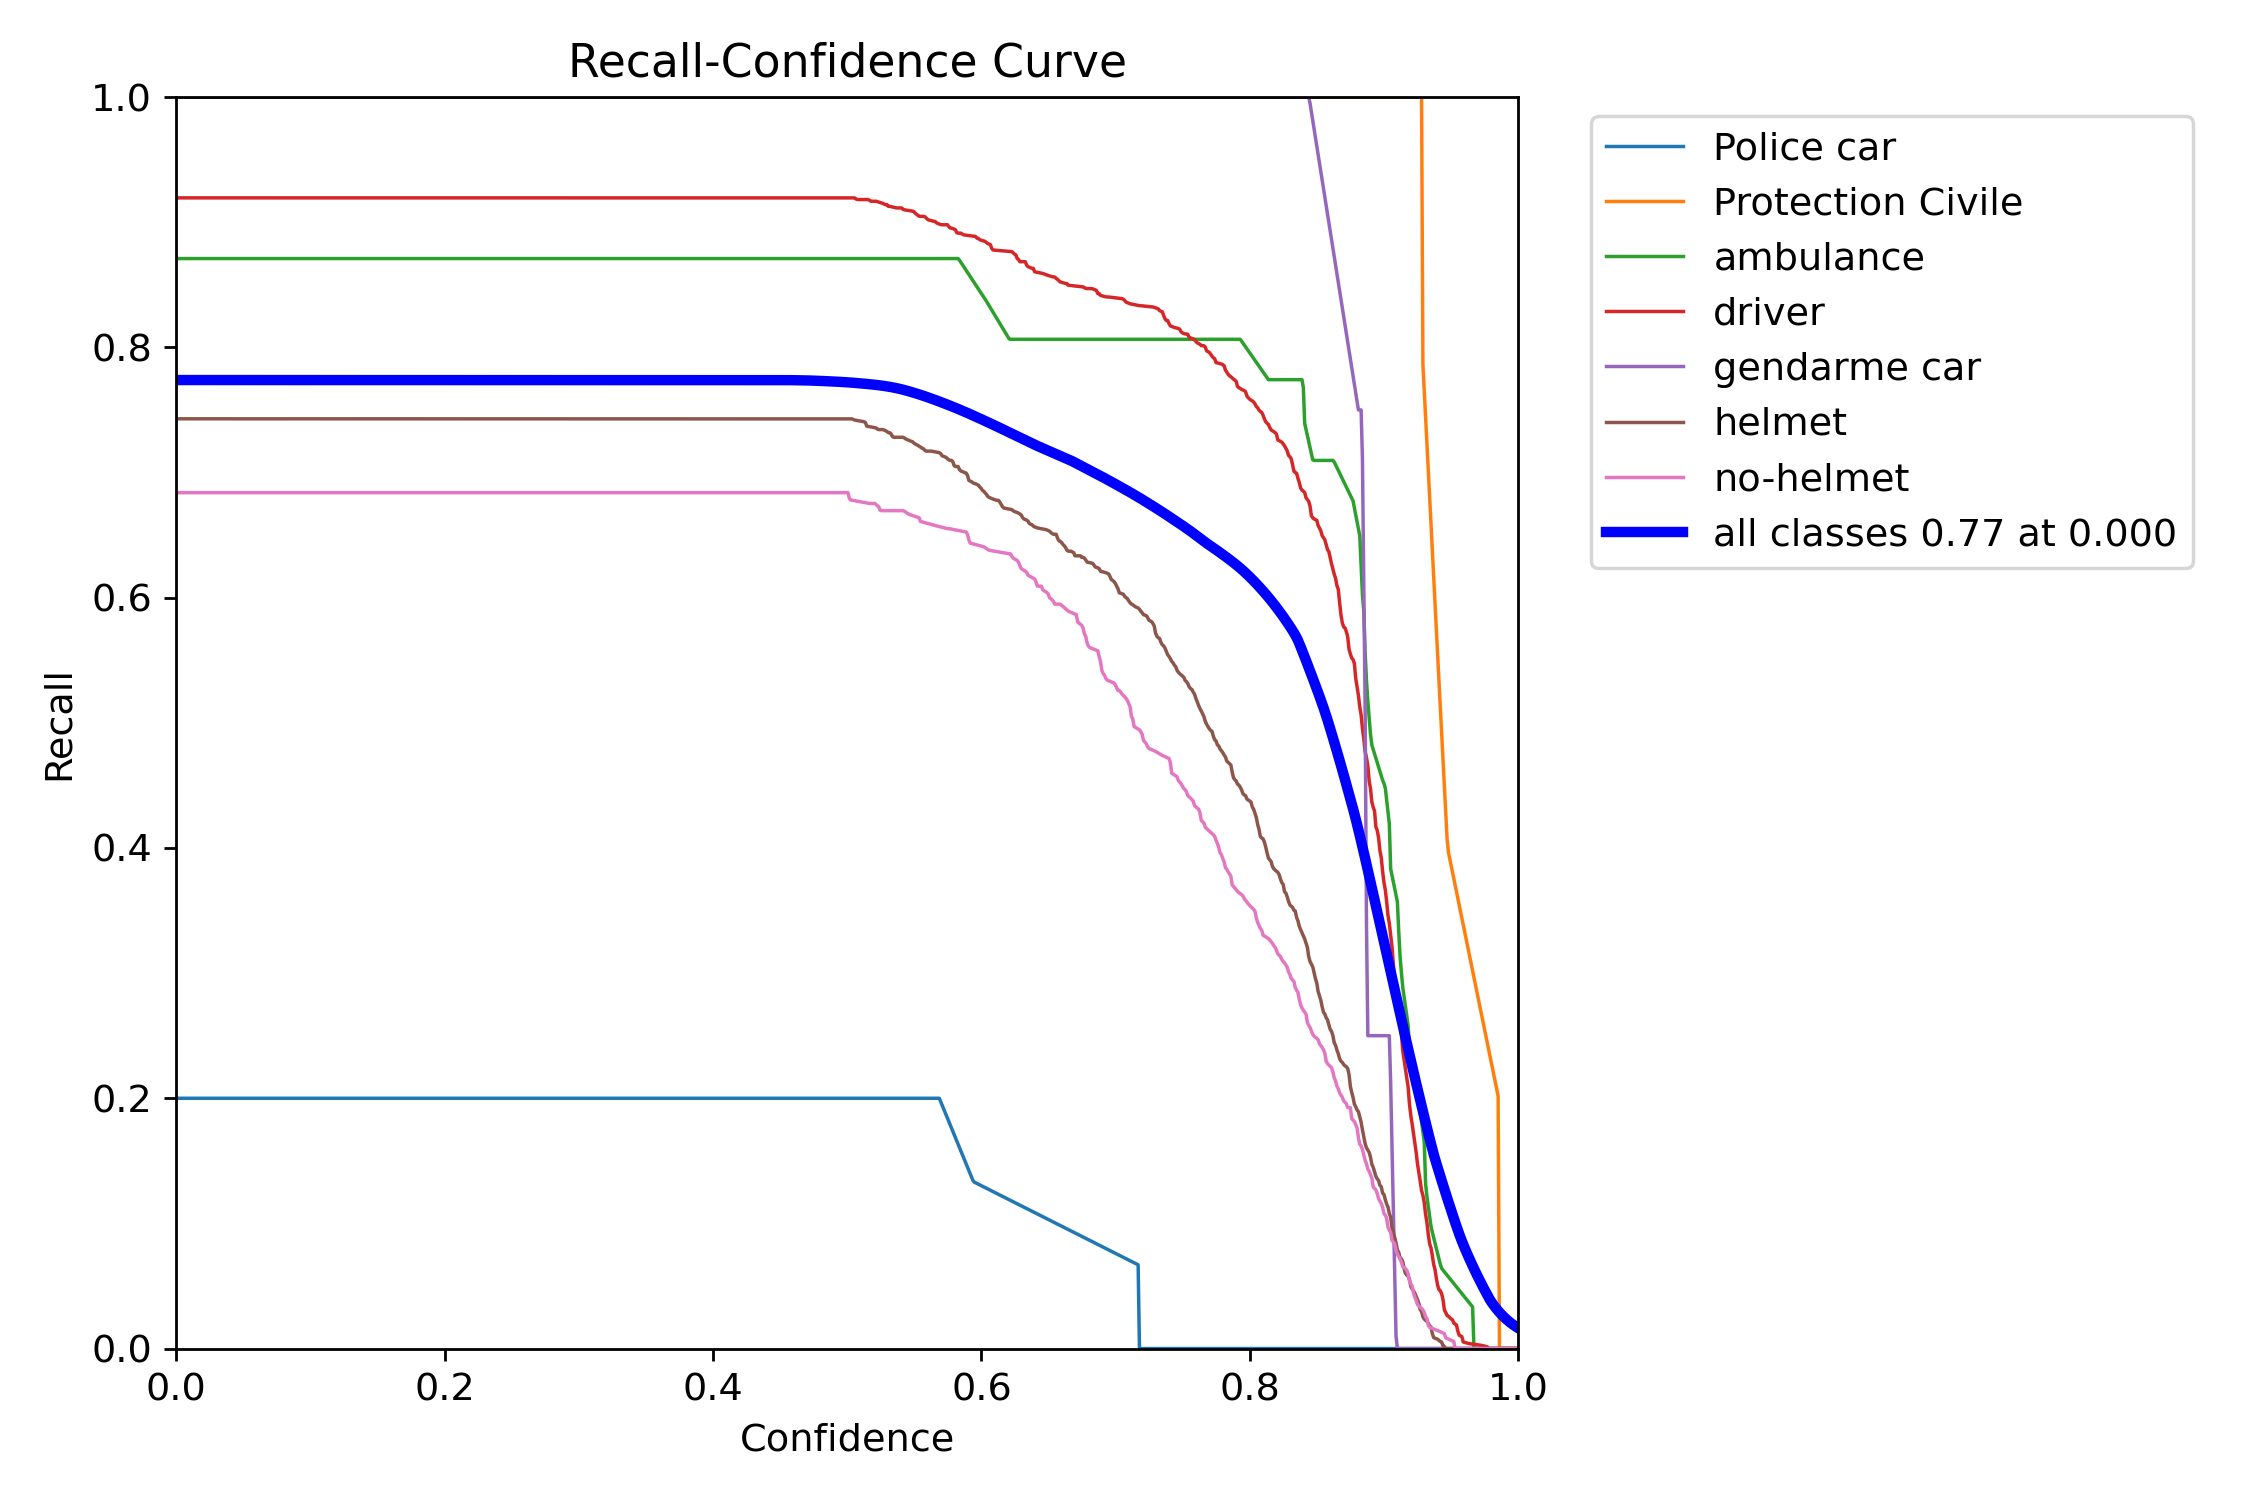 Recall-Confidence Curve
1.0
0.8
0.6
0.4
0.2
0.0
Recall
0.0 0.2 0.4 0.6 0.8 1.0
Confidence
Police car
Protection Civile
ambulance
driver
gendarme car
helmet
no-helmet
all classes 0.77 at 0.000